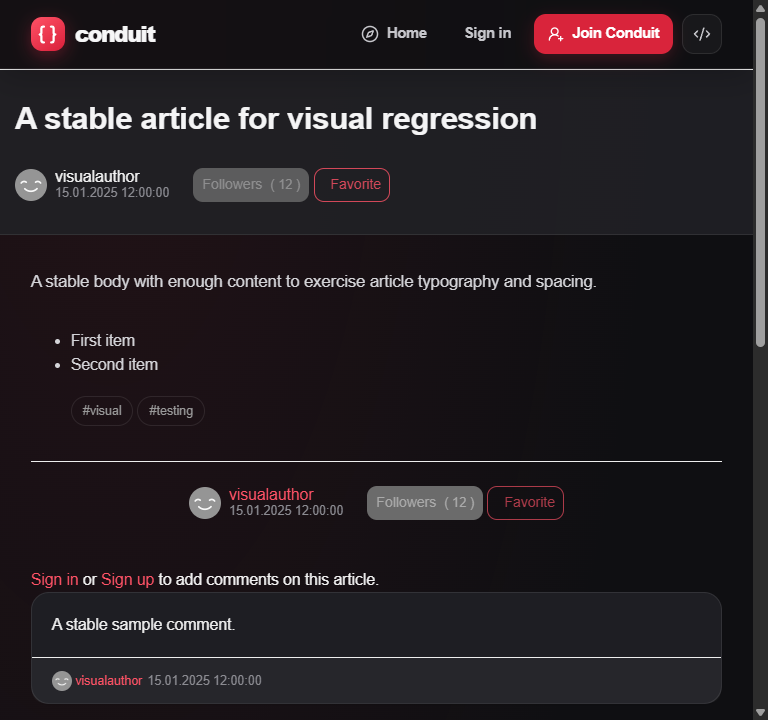 {} conduit
Home
Sign in
Join Conduit
</>
A stable article for visual regression
visualauthor
15.01.2025 12:00:00
Followers ( 12 )
Favorite
A stable body with enough content to exercise article typography and spacing.
First item
Second item
#visual
#testing
visualauthor
15.01.2025 12:00:00
Followers ( 12 )
Favorite
Sign in or Sign up to add comments on this article.
A stable sample comment.
visualauthor 15.01.2025 12:00:00